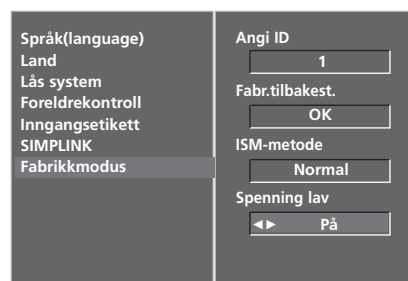 Språk(language)
Land
Lås system
Foreldrekontroll
Inngangsetikett
SIMPLINK
Fabrikkmodus
Angi ID
1
Fabr.tilbakest.
OK
ISM-metode
Normal
Spenning lav
◄► På